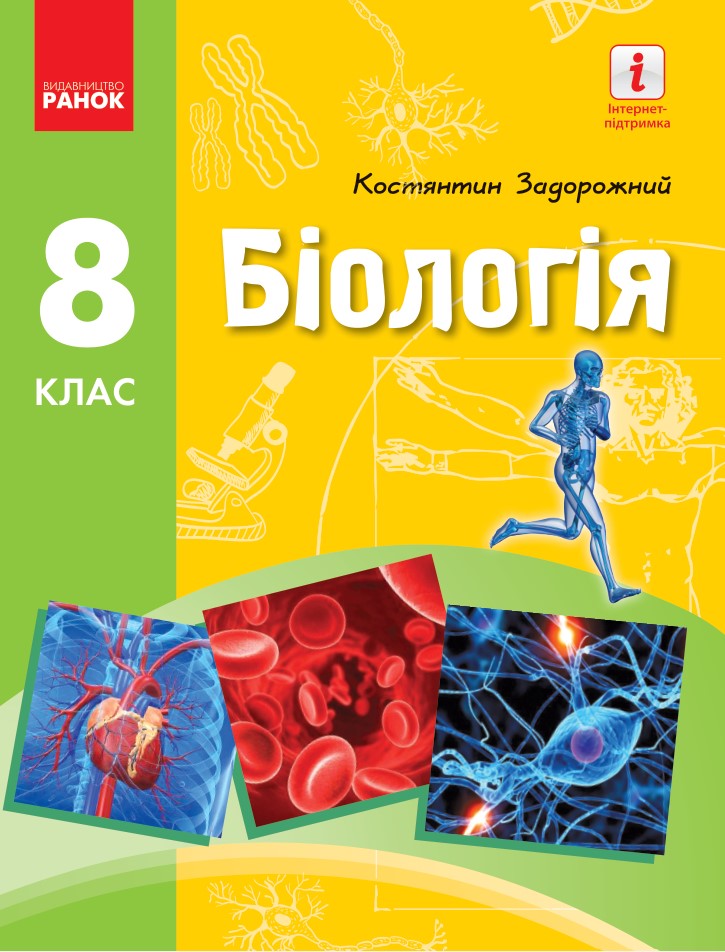 ВИДАВНИЦТВО
РАНОК
Інтернет-
підтримка
Костянтин Задорожний
Біологія
8
КЛАС